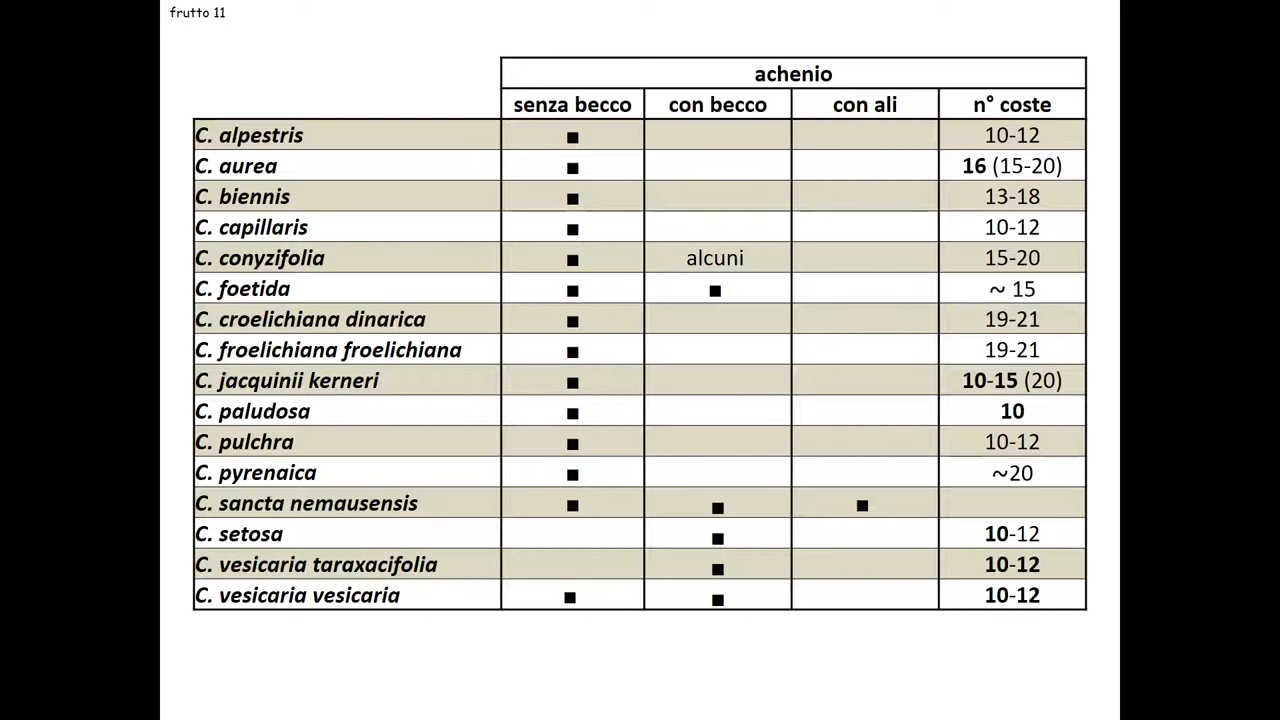 frutto 11
achenio
senza becco con becco con ali n° coste
C. alpestris ■ 10-12
C. aurea ■ 16 (15-20)
C. biennis ■ 13-18
C. capillaris ■ 10-12
C. conyzifolia ■ alcuni 15-20
C. foetida ■ ■ ~ 15
C. croelichiana dinarica ■ 19-21
C. froelichiana froelichiana ■ 19-21
C. jacquinii kerneri ■ 10-15 (20)
C. paludosa ■ 10
C. pulchra ■ 10-12
C. pyrenaica ■ ~20
C. sancta nemausensis ■ ■ ■
C. setosa ■ 10-12
C. vesicaria taraxacifolia ■ 10-12
C. vesicaria vesicaria ■ ■ 10-12